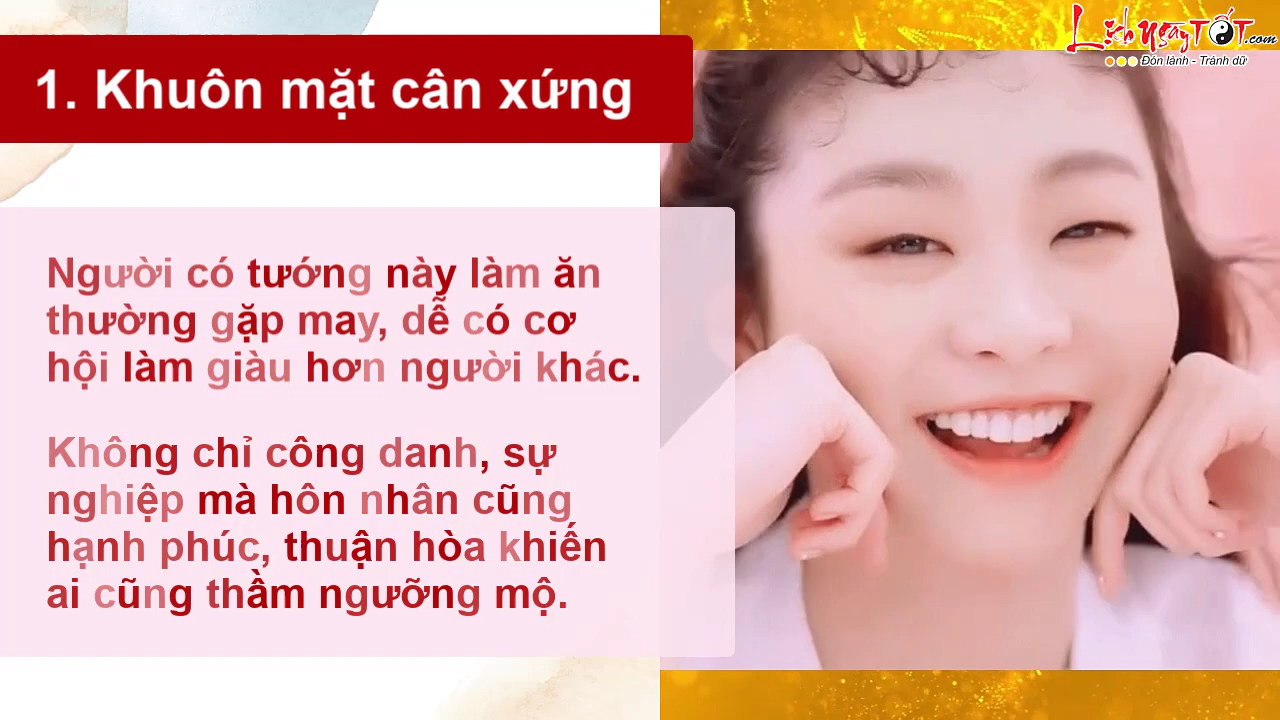 1. Khuôn mặt cân xứng
Người có tướng này làm ăn
thường gặp may, dễ có cơ
hội làm giàu hơn người khác.
Không chỉ công danh, sự
nghiệp mà hôn nhân cũng
hạnh phúc, thuận hòa khiến
ai cũng thầm ngưỡng mộ.
LịchNgàyTỐT.com
Đón lành - Tránh dữ